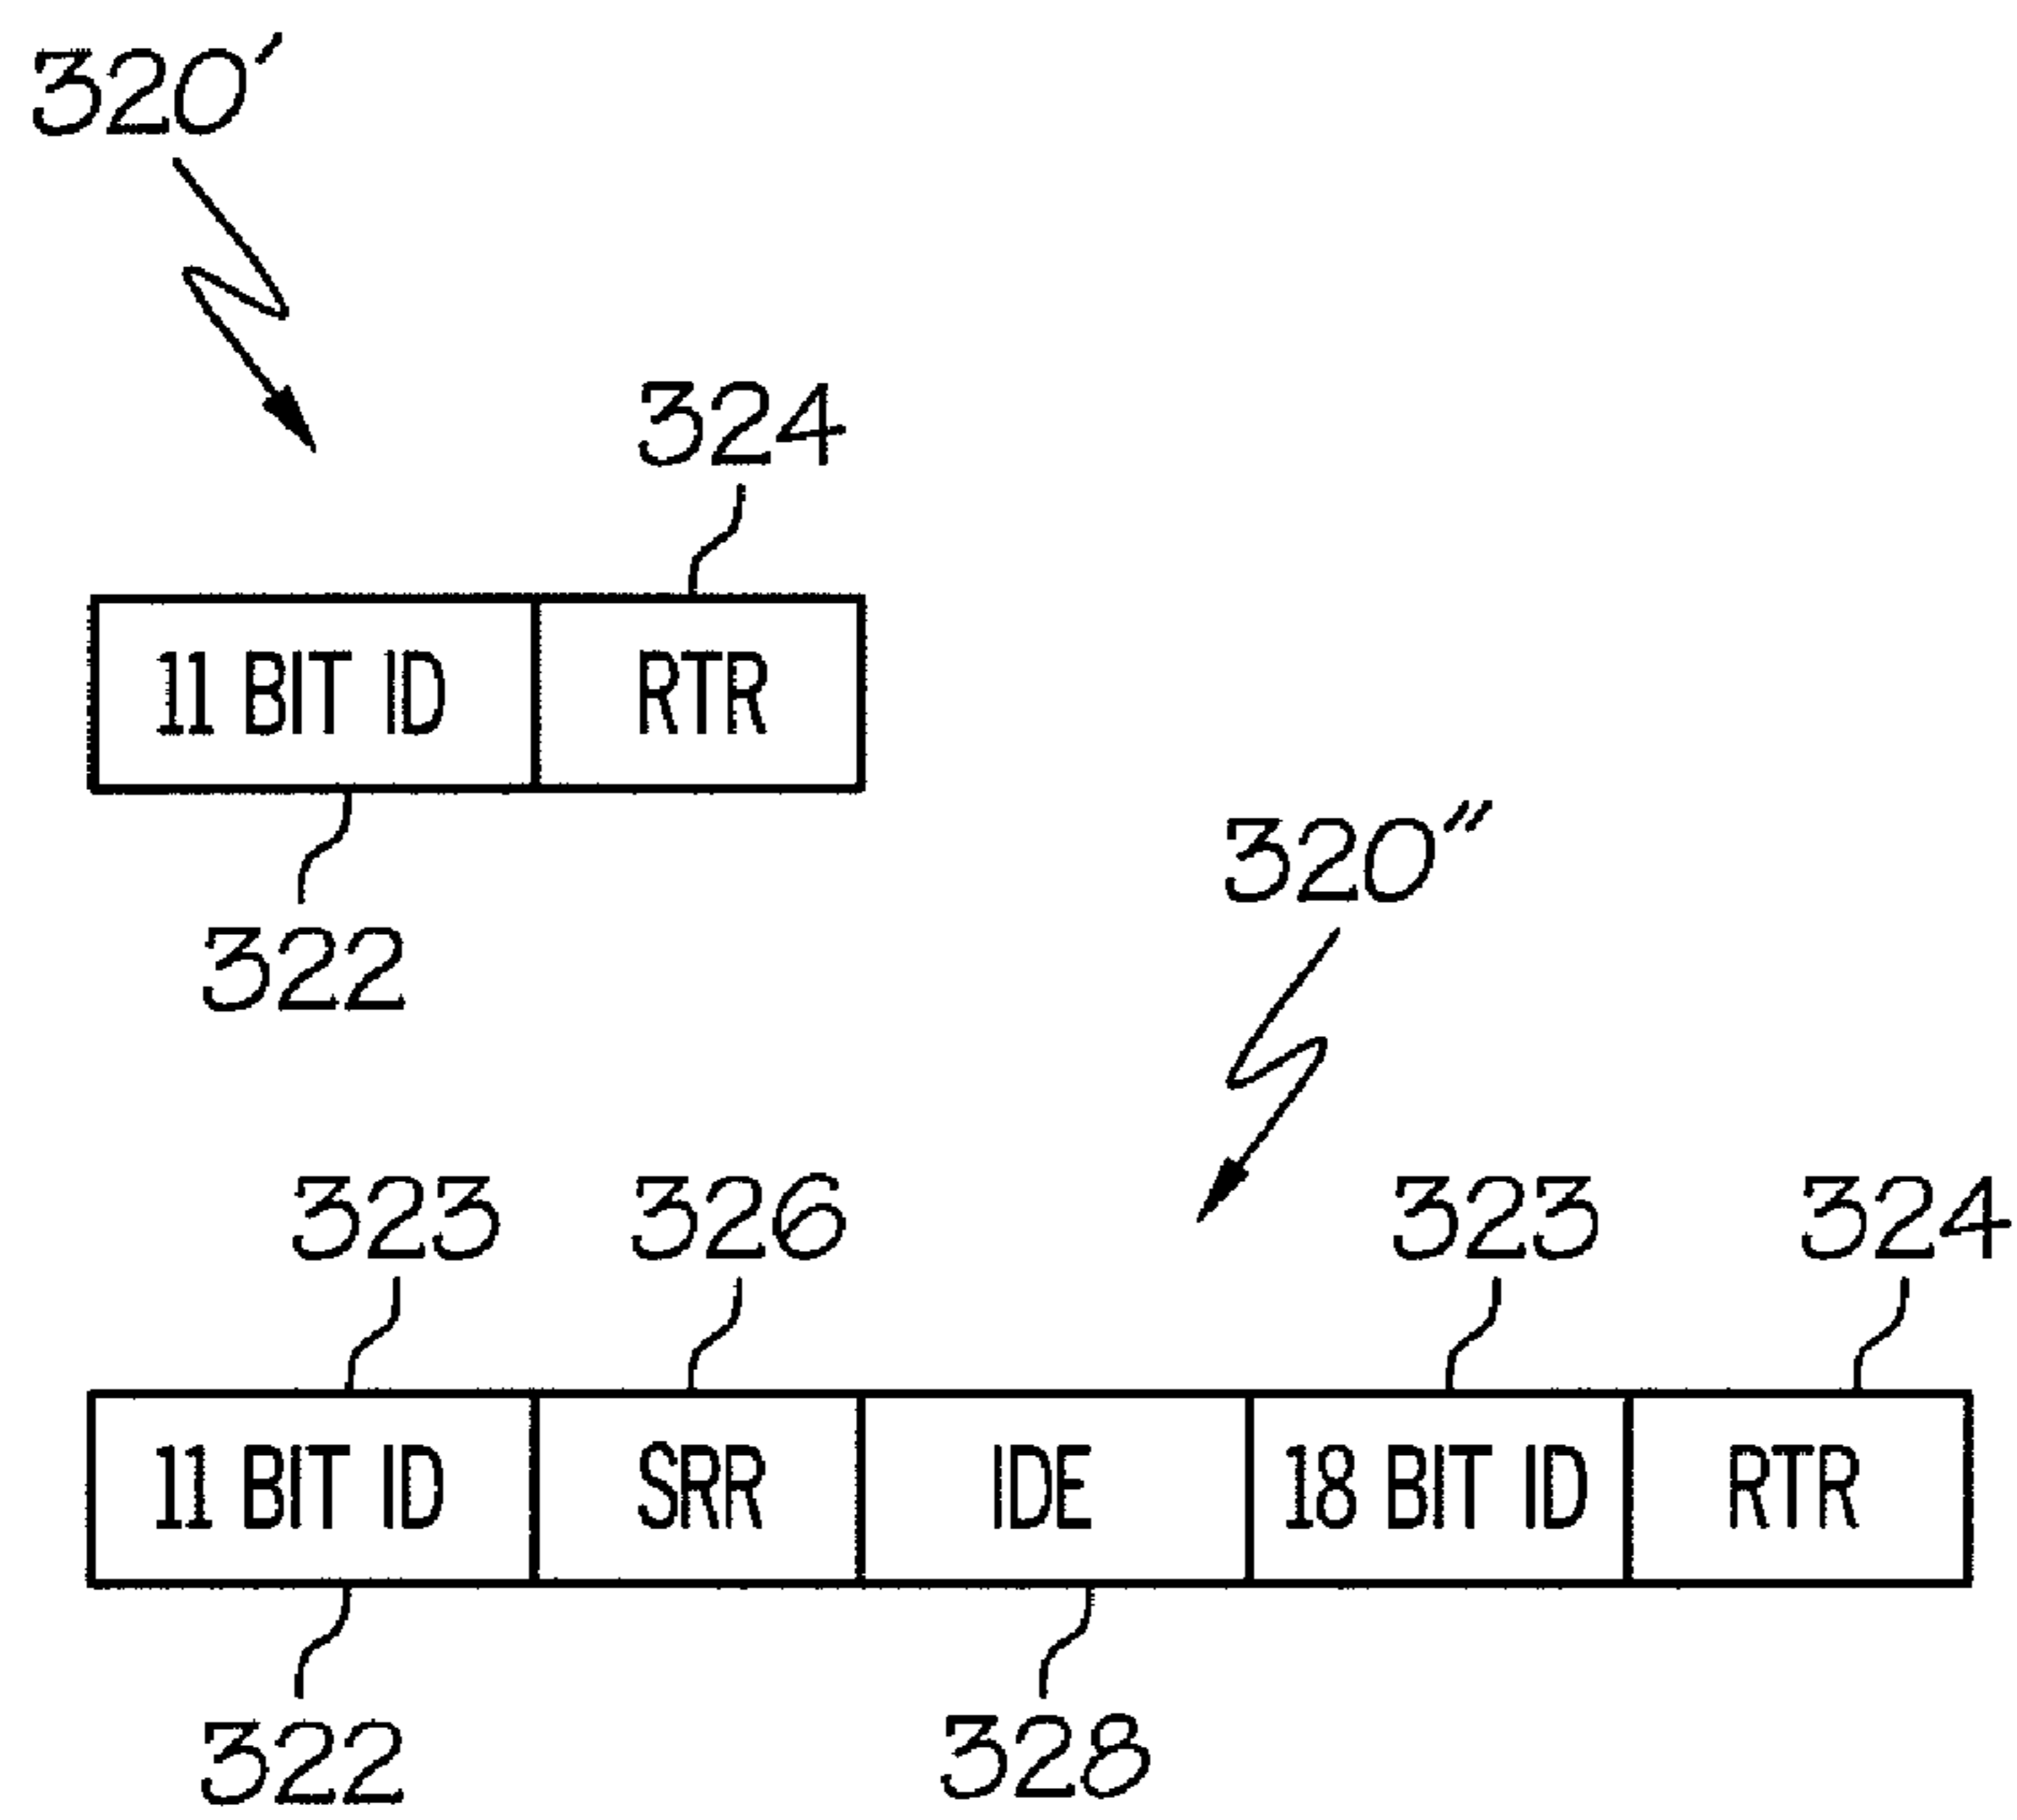 320′
324
11 BIT ID RTR
322
320″
323 326 323 324
11 BIT ID SRR IDE 18 BIT ID RTR
322 328